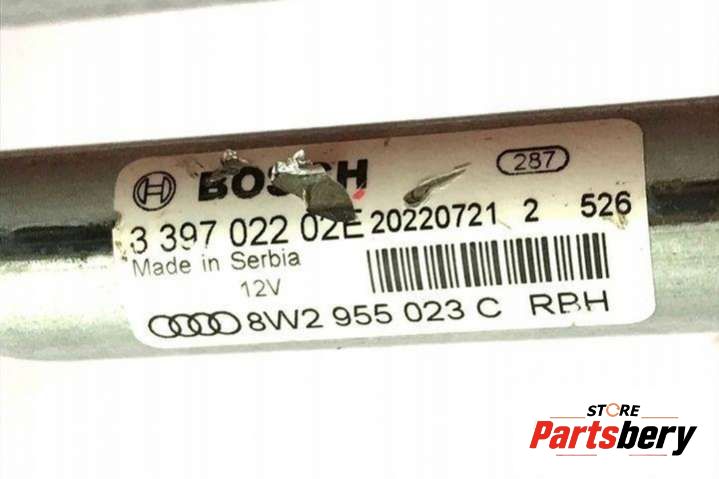 BOSCH 287
3 397 022 02E 20220721 2 526
Made in Serbia
12V
8W2 955 023 C RBH
STORE
Partsbery